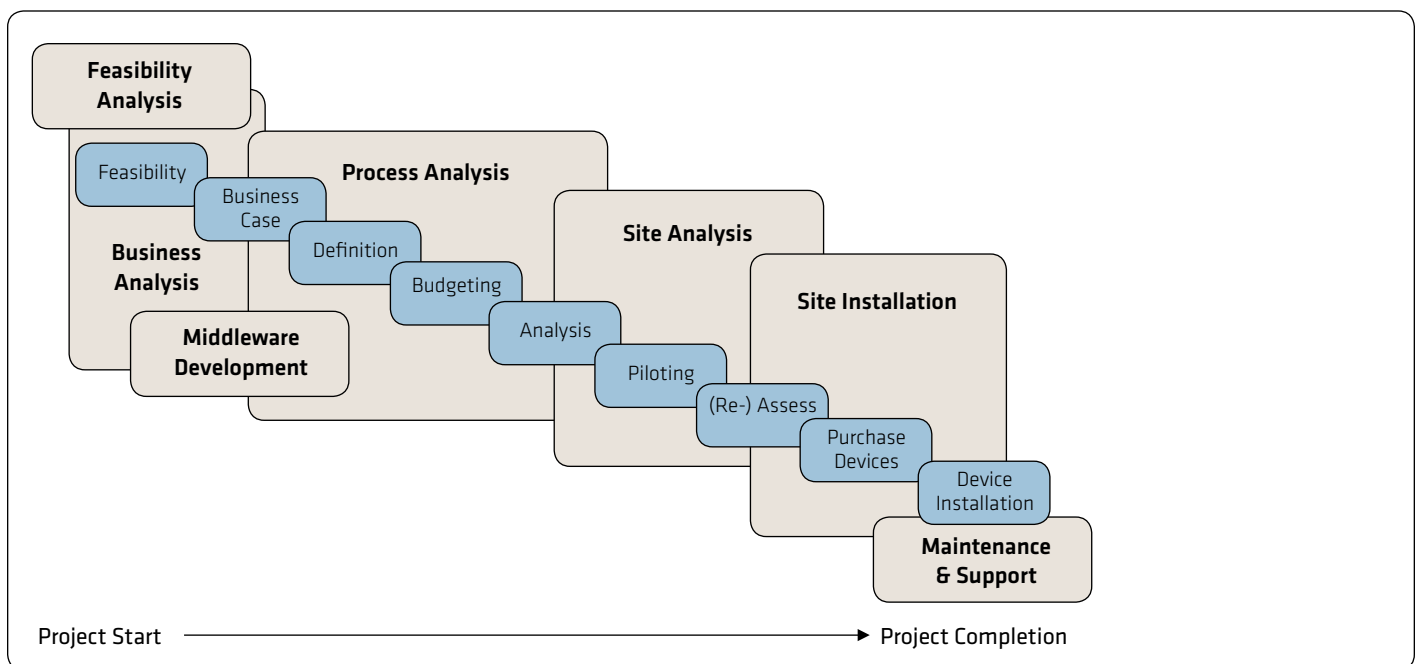 Feasibility
Analysis
Feasibility
Business
Case
Process Analysis
Business
Analysis
Definition
Budgeting
Site Analysis
Middleware
Development
Analysis
Piloting
Site Installation
(Re-) Assess
Purchase
Devices
Device
Installation
Maintenance
& Support
Project Start
Project Completion